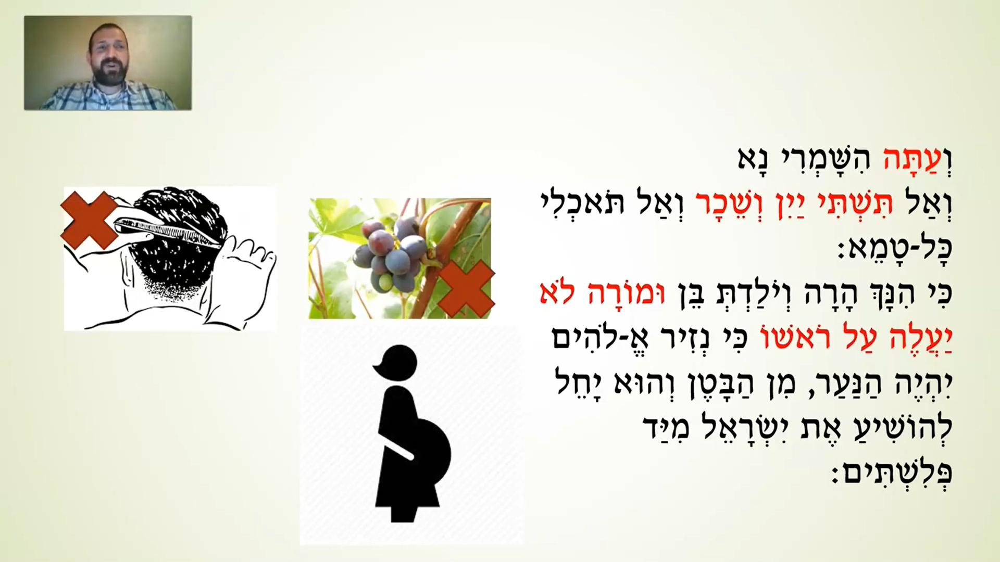 וְעַתָּה הִשָּׁמְרִי נָא
וְאַל תִּשְׁתִּי יַיִן וְשֵׁכָר וְאַל תֹּאכְלִי
כָּל-טָמֵא:
כִּי הִנָּךְ הָרָה וְיֹלַדְתְּ בֵּן וּמוֹרָה לֹא
יַעֲלֶה עַל רֹאשׁוֹ כִּי נְזִיר אֱ-לֹהִים
יִהְיֶה הַנַּעַר, מִן הַבָּטֶן וְהוּא יָחֵל
לְהוֹשִׁיעַ אֶת יִשְׂרָאֵל מִיַּד
פְּלִשְׁתִּים: